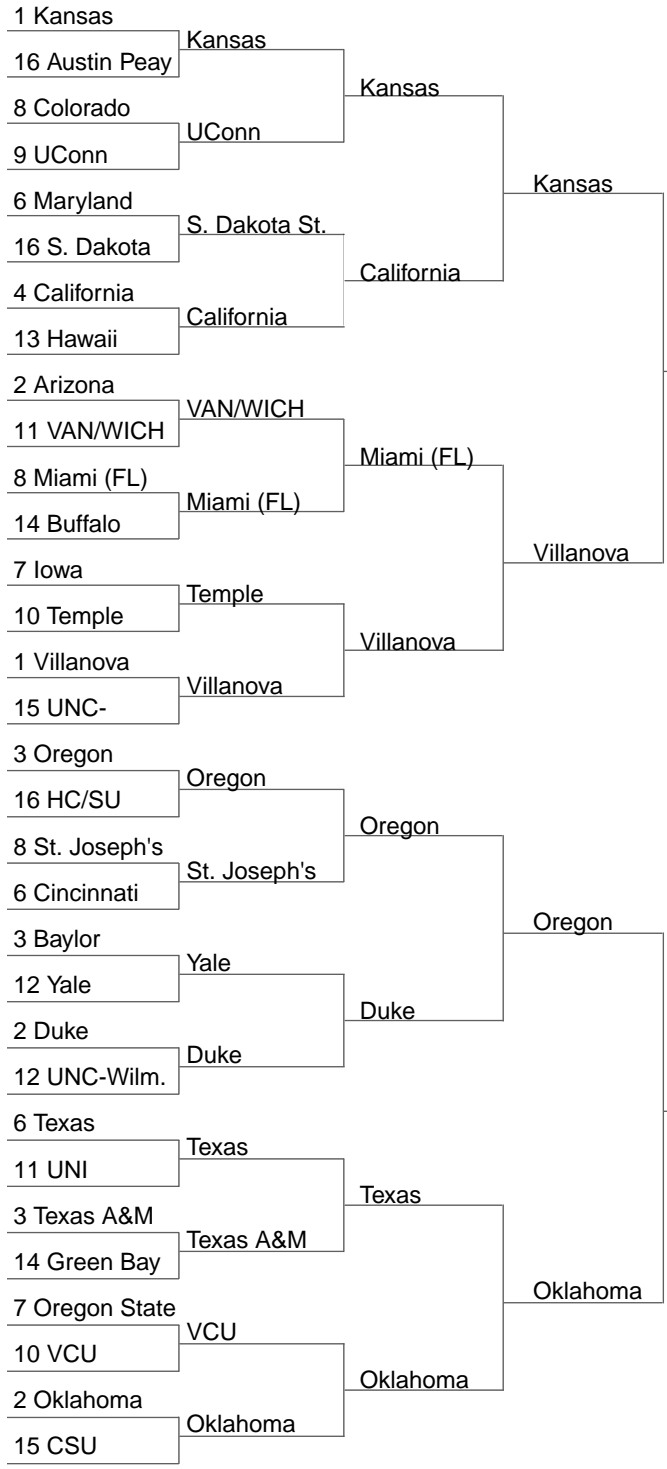 1 Kansas
16 Austin Peay
8 Colorado
9 UConn
6 Maryland
16 S. Dakota
4 California
13 Hawaii
2 Arizona
11 VAN/WICH
8 Miami (FL)
14 Buffalo
7 Iowa
10 Temple
1 Villanova
15 UNC-
3 Oregon
16 HC/SU
8 St. Joseph's
6 Cincinnati
3 Baylor
12 Yale
2 Duke
12 UNC-Wilm.
6 Texas
11 UNI
3 Texas A&M
14 Green Bay
7 Oregon State
10 VCU
2 Oklahoma
15 CSU
Kansas
UConn
S. Dakota St.
California
VAN/WICH
Miami (FL)
Temple
Villanova
Oregon
St. Joseph's
Yale
Duke
Texas
Texas A&M
VCU
Oklahoma
Kansas
California
Miami (FL)
Villanova
Oregon
Duke
Texas
Oklahoma
Kansas
Villanova
Oregon
Oklahoma